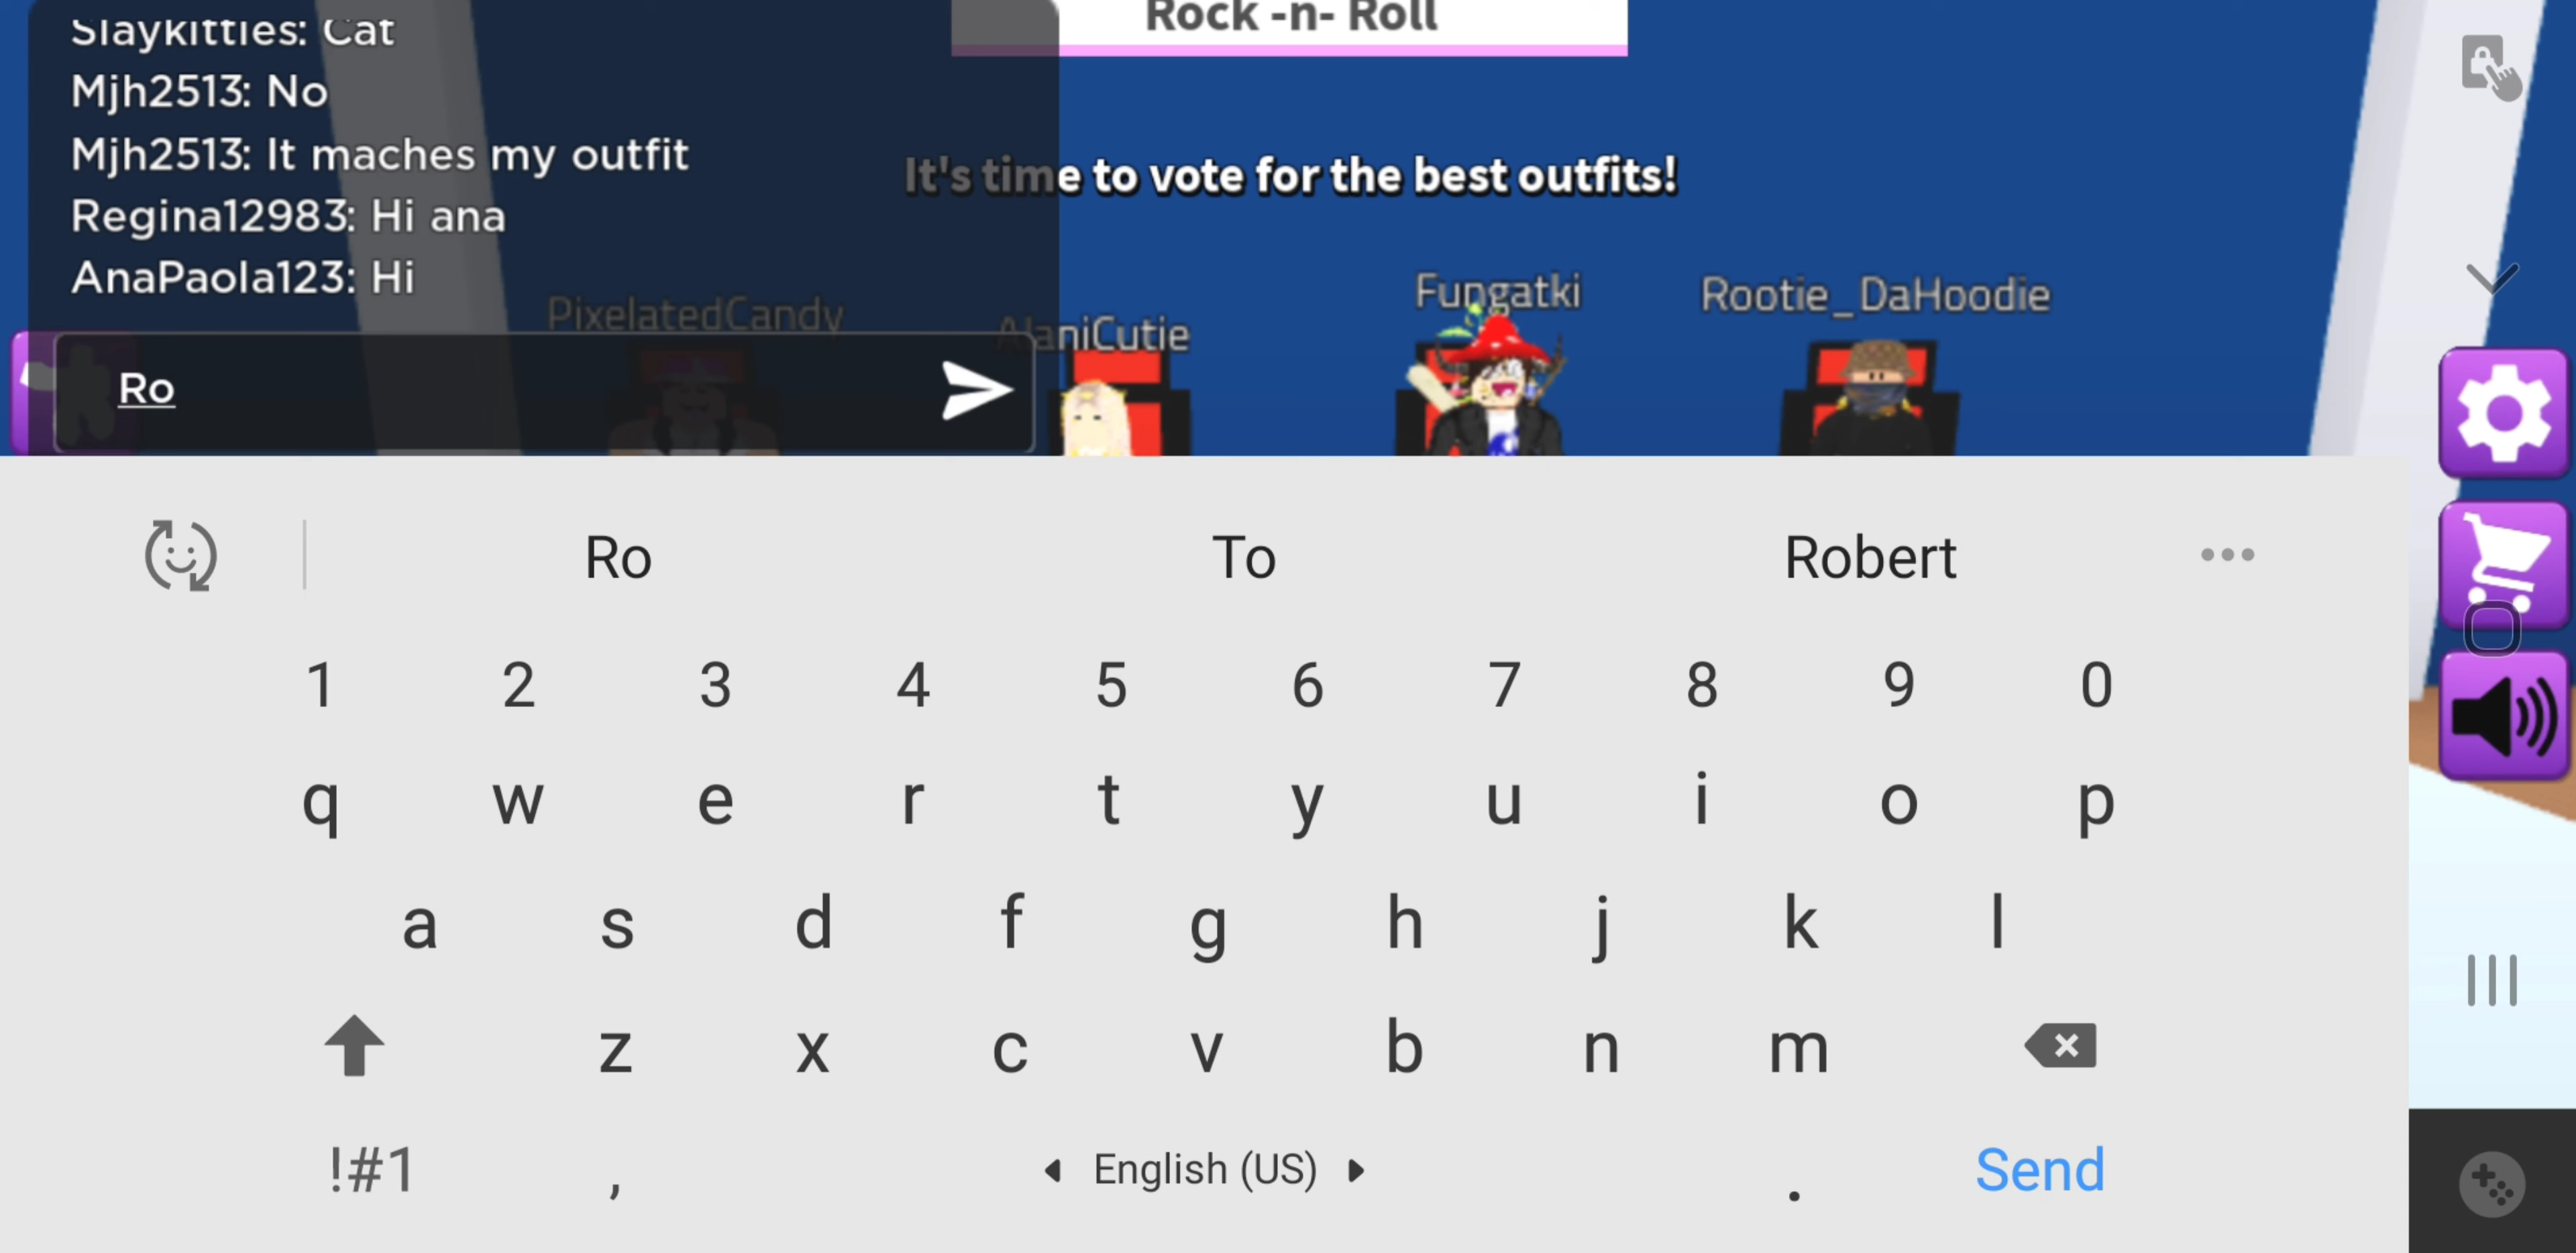 Slaykitties: Cat
Mjh2513: No
Mjh2513: It maches my outfit
Regina12983: Hi ana
AnaPaola123: Hi
Ro
Rock -n- Roll
It's time to vote for the best outfits!
PixelatedCandy
AlaniCutie
Fungatki
Rootie_DaHoodie
Ro To Robert
1 2 3 4 5 6 7 8 9 0
q w e r t y u i o p
a s d f g h j k l
z x c v b n m
!#1 , English (US) . Send